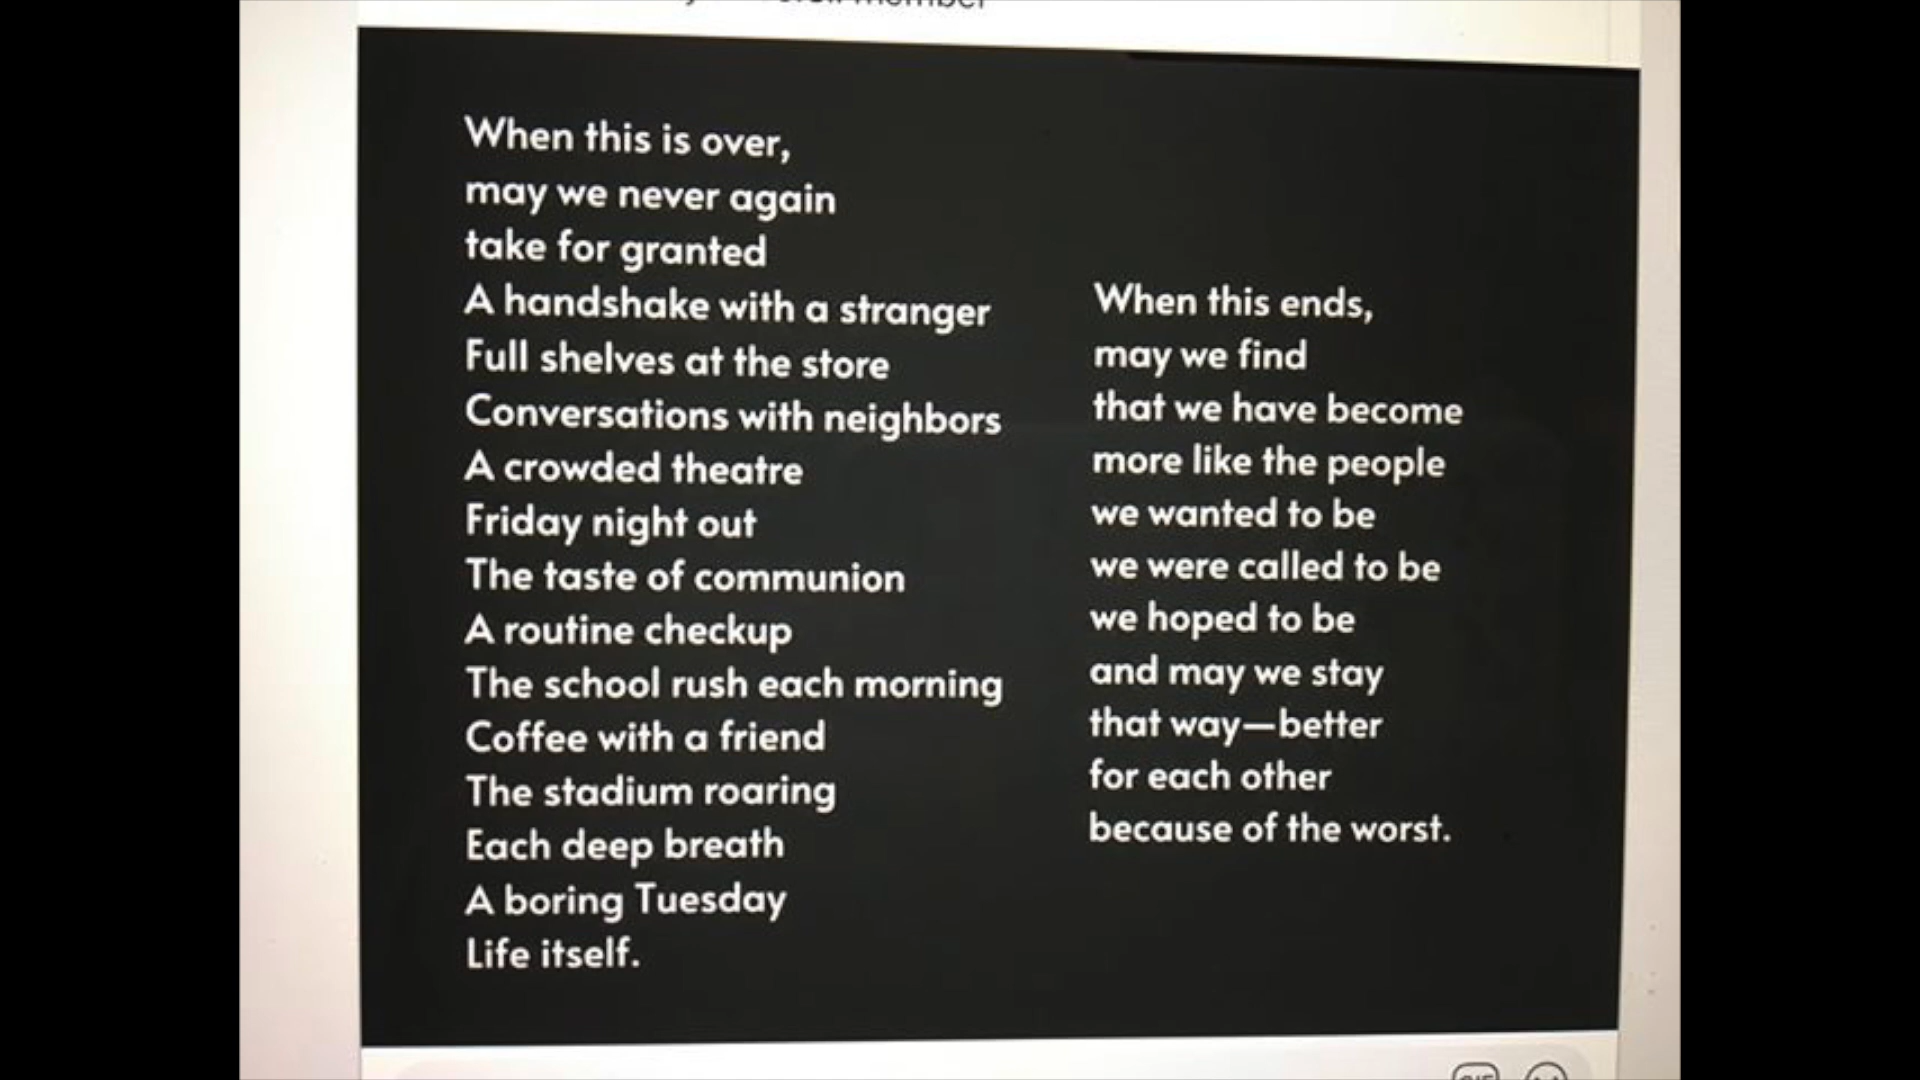 member
When this is over,
may we never again
take for granted
A handshake with a stranger
Full shelves at the store
Conversations with neighbors
A crowded theatre
Friday night out
The taste of communion
A routine checkup
The school rush each morning
Coffee with a friend
The stadium roaring
Each deep breath
A boring Tuesday
Life itself.
When this ends,
may we find
that we have become
more like the people
we wanted to be
we were called to be
we hoped to be
and may we stay
that way—better
for each other
because of the worst.
GIF